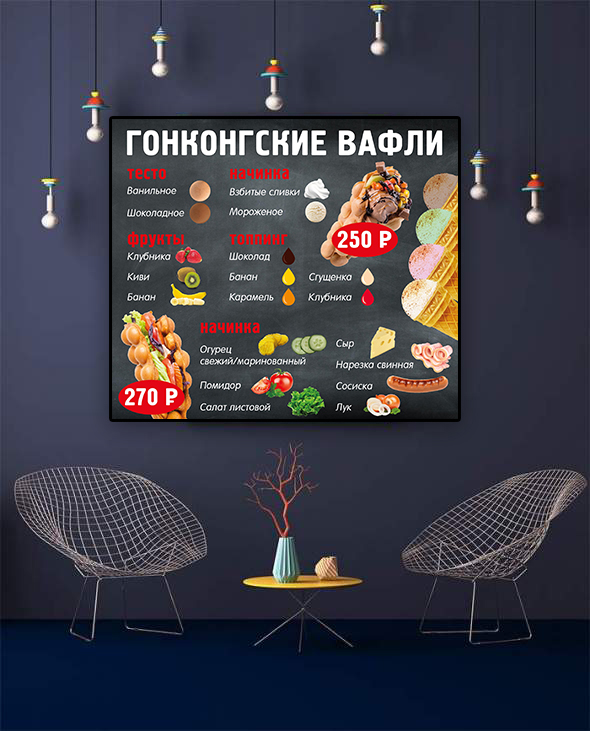 ГОНКОНГСКИЕ ВАФЛИ
тесто
Ванильное
Шоколадное
начинка
Взбитые сливки
Мороженое
250 ₽
фрукты
Клубника
Киви
Банан
топпинг
Шоколад
Банан
Карамель
Сгущенка
Клубника
начинка
Огурец
свежий/маринованный
Помидор
Салат листовой
Сыр
Нарезка свинная
Сосиска
Лук
270 ₽